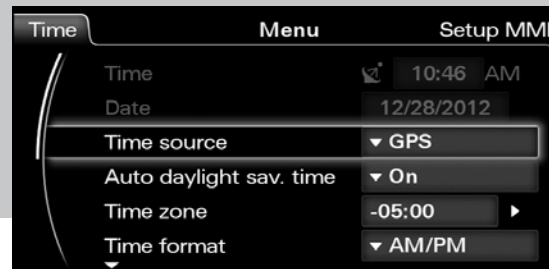 Time Menu Setup MMI
Time 10:46 AM
Date 12/28/2012
Time source GPS
Auto daylight sav. time On
Time zone -05:00
Time format AM/PM